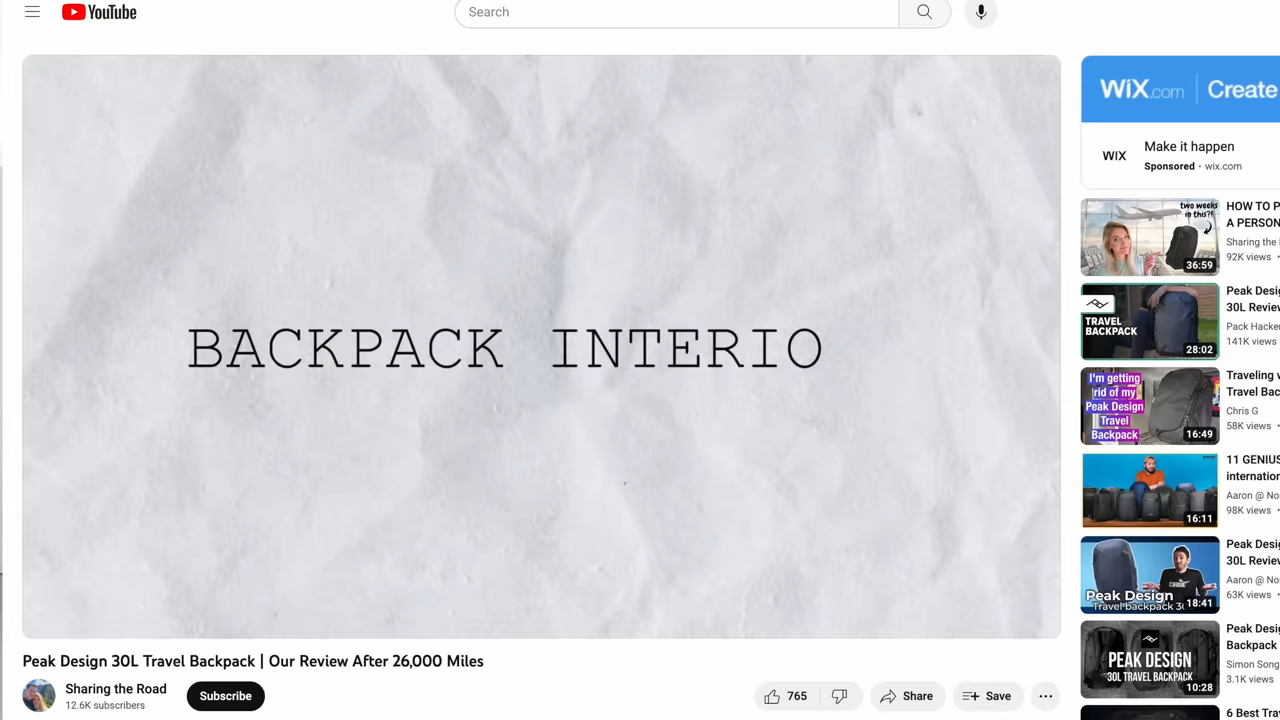 YouTube
Search
BACKPACK INTERIO
Peak Design 30L Travel Backpack | Our Review After 26,000 Miles
Sharing the Road
12.6K subscribers
Subscribe
765
Share
Save
WiX.com | Create
WIX
Make it happen
Sponsored · wix.com
two weeks
in this?!
36:59
HOW TO P
A PERSON
Sharing the
92K views
TRAVEL
BACKPACK
28:02
Peak Desig
30L Review
Pack Hacker
141K views
I'm getting
rid of my
Peak Design
Travel
Backpack
16:49
Traveling w
Travel Bac
Chris G
58K views
16:11
11 GENIUS
internation
Aaron @ No
98K views
Peak Design
Travel backpack 3
18:41
Peak Desig
30L Review
Aaron @ No
63K views
PEAK DESIGN
30L TRAVEL BACKPACK
10:28
Peak Desig
Backpack
Simon Song
3.1K views
6 Best Tra